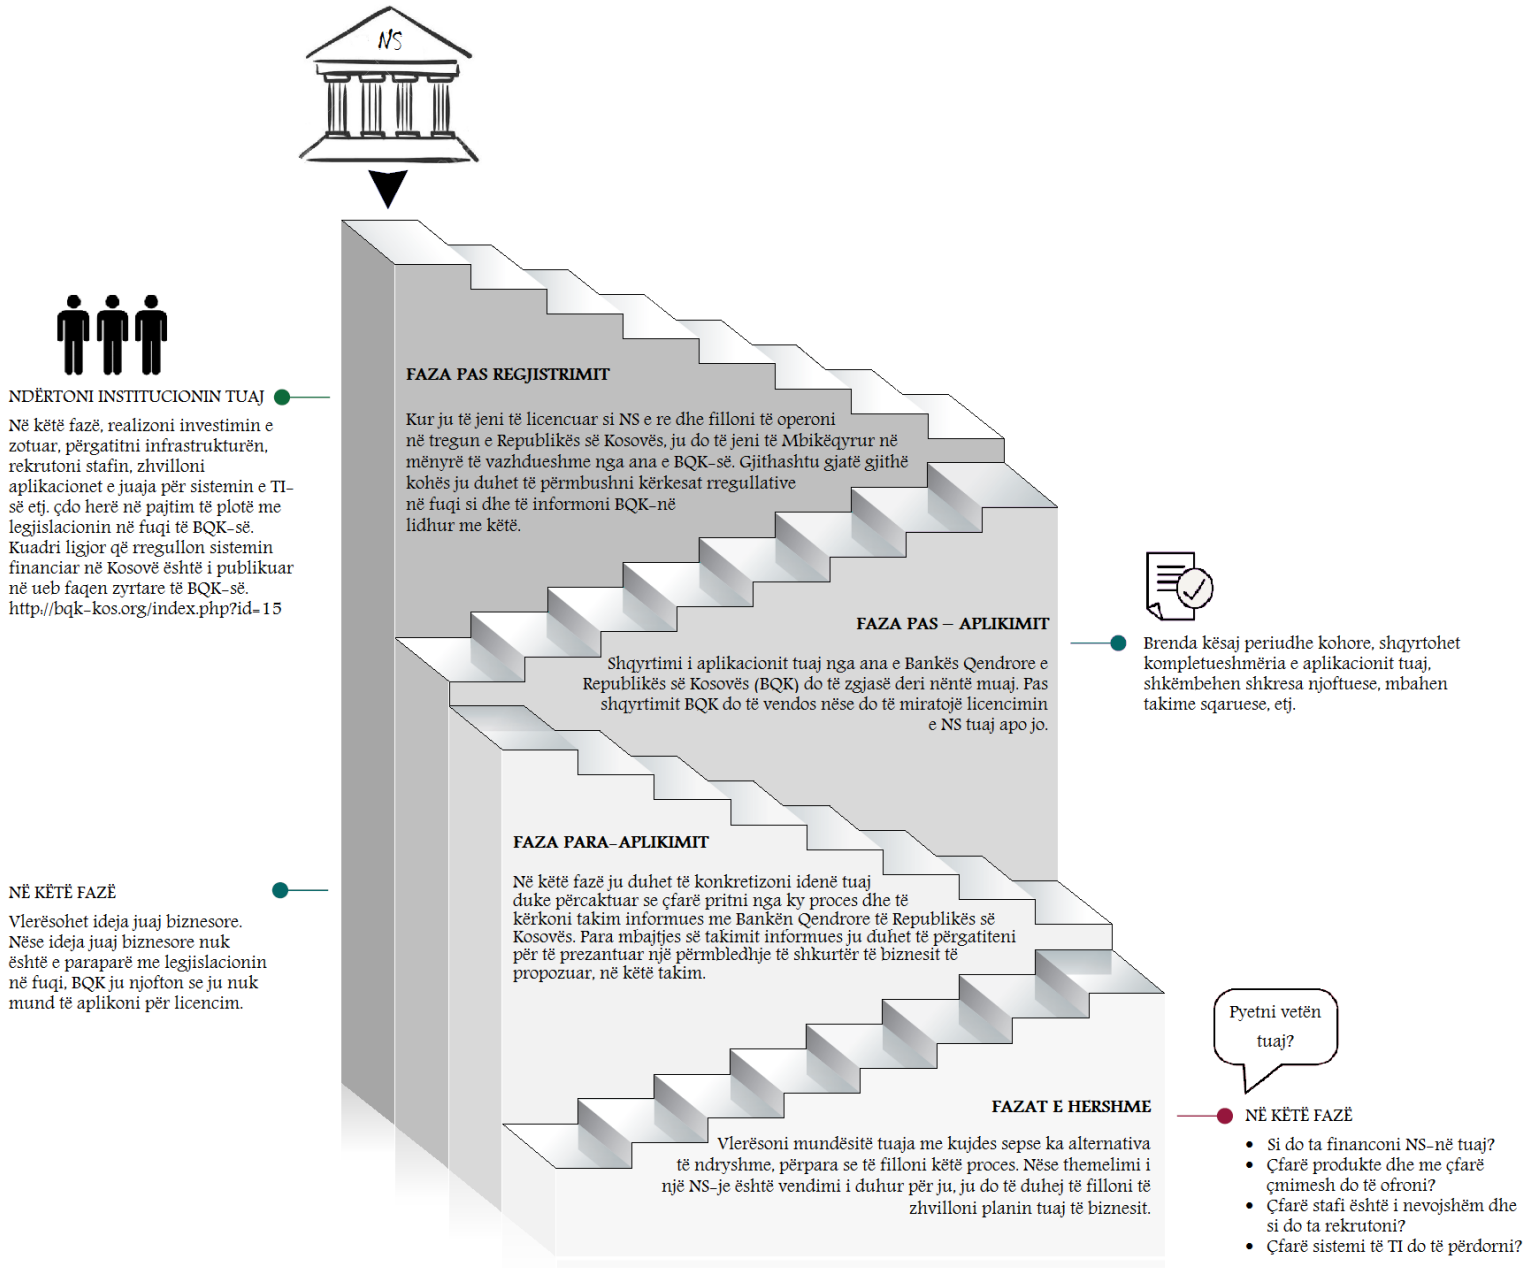 NS
NDËRTONI INSTITUCIONIN TUAJ
Në këtë fazë, realizoni investimin e
zotuar, përgatitni infrastrukturën,
rekrutoni stafin, zhvilloni
aplikacionet e juaja për sistemin e TI-
së etj. çdo herë në pajtim të plotë me
legjislacionin në fuqi të BQK-së.
Kuadri ligjor që rregullon sistemin
financiar në Kosovë është i publikuar
në ueb faqen zyrtare të BQK-së.
http://bqk-kos.org/index.php?id=15
FAZA PAS REGJISTRIMIT
Kur ju të jeni të licencuar si NS e re dhe filloni të operoni
në tregun e Republikës së Kosovës, ju do të jeni të Mbikëqyrur në
mënyrë të vazhdueshme nga ana e BQK-së. Gjithashtu gjatë gjithë
kohës ju duhet të përmbushni kërkesat rregullative
në fuqi si dhe të informoni BQK-në
lidhur me këtë.
FAZA PAS – APLIKIMIT
Shqyrtimi i aplikacionit tuaj nga ana e Bankës Qendrore e
Republikës së Kosovës (BQK) do të zgjasë deri nëntë muaj. Pas
shqyrtimit BQK do të vendos nëse do të miratojë licencimin
e NS tuaj apo jo.
Brenda kësaj periudhe kohore, shqyrtohet
kompletueshmëria e aplikacionit tuaj,
shkëmbehen shkresa njoftuese, mbahen
takime sqaruese, etj.
FAZA PARA-APLIKIMIT
Në këtë fazë ju duhet të konkretizoni idenë tuaj
duke përcaktuar se çfarë pritni nga ky proces dhe të
kërkoni takim informues me Bankën Qendrore të Republikës së
Kosovës. Para mbajtjes së takimit informues ju duhet të përgatiteni
për të prezantuar një përmbledhje të shkurtër të biznesit të
propozuar, në këtë takim.
NË KËTË FAZË
Vlerësohet ideja juaj biznesore.
Nëse ideja juaj biznesore nuk
është e paraparë me legjislacionin
në fuqi, BQK ju njofton se ju nuk
mund të aplikoni për licencim.
FAZAT E HERSHME
Vlerësoni mundësitë tuaja me kujdes sepse ka alternativa
të ndryshme, përpara se të filloni këtë proces. Nëse themelimi i
një NS-je është vendimi i duhur për ju, ju do të duhej të filloni të
zhvilloni planin tuaj të biznesit.
Pyetni vetën
tuaj?
NË KËTË FAZË
• Si do ta financoni NS-në tuaj?
• Çfarë produkte dhe me çfarë
çmimesh do të ofroni?
• Çfarë stafi është i nevojshëm dhe
si do ta rekrutoni?
• Çfarë sistemi të TI do të përdorni?